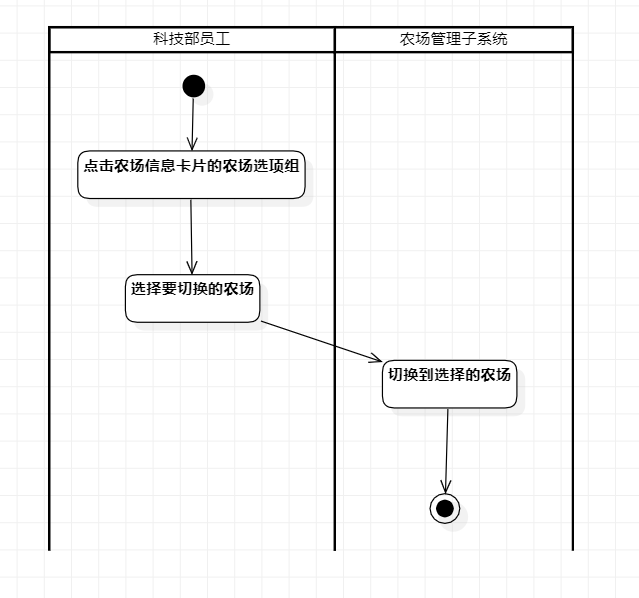 科技部员工
农场管理子系统
点击农场信息卡片的农场选项组
选择要切换的农场
切换到选择的农场